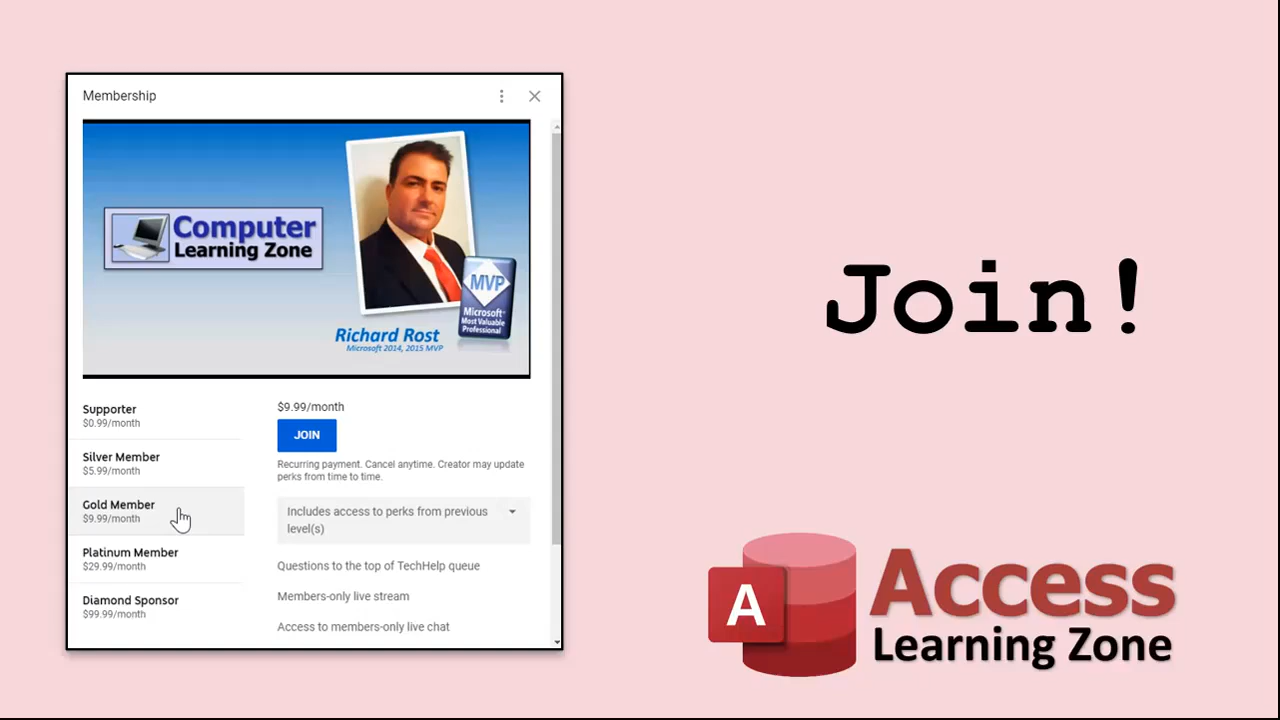 Membership
Computer
Learning Zone
MVP
Microsoft®
Most Valuable
Professional
Richard Rost
Microsoft 2014, 2015 MVP
Supporter
$0.99/month
Silver Member
$5.99/month
Gold Member
$9.99/month
Platinum Member
$29.99/month
Diamond Sponsor
$99.99/month
$9.99/month
JOIN
Recurring payment. Cancel anytime. Creator may update
perks from time to time.
Includes access to perks from previous
level(s)
Questions to the top of TechHelp queue
Members-only live stream
Access to members-only live chat
Join!
A
Access
Learning Zone